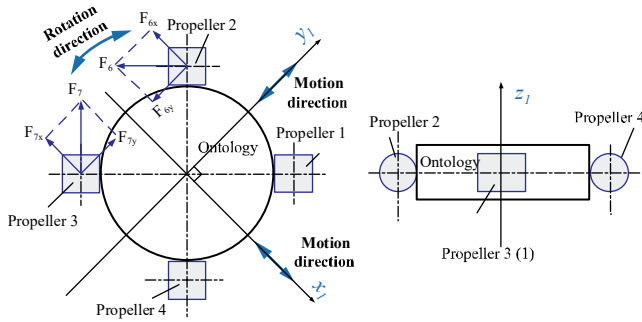 Rotation
direction
F6x
Propeller 2
y1
F6
F7
F6y
Motion
direction
F7x
F7y
Ontology
Propeller 1
Propeller 3
Motion
direction
Propeller 4
x1
z1
Propeller 2
Propeller 4
Ontology
Propeller 3 (1)